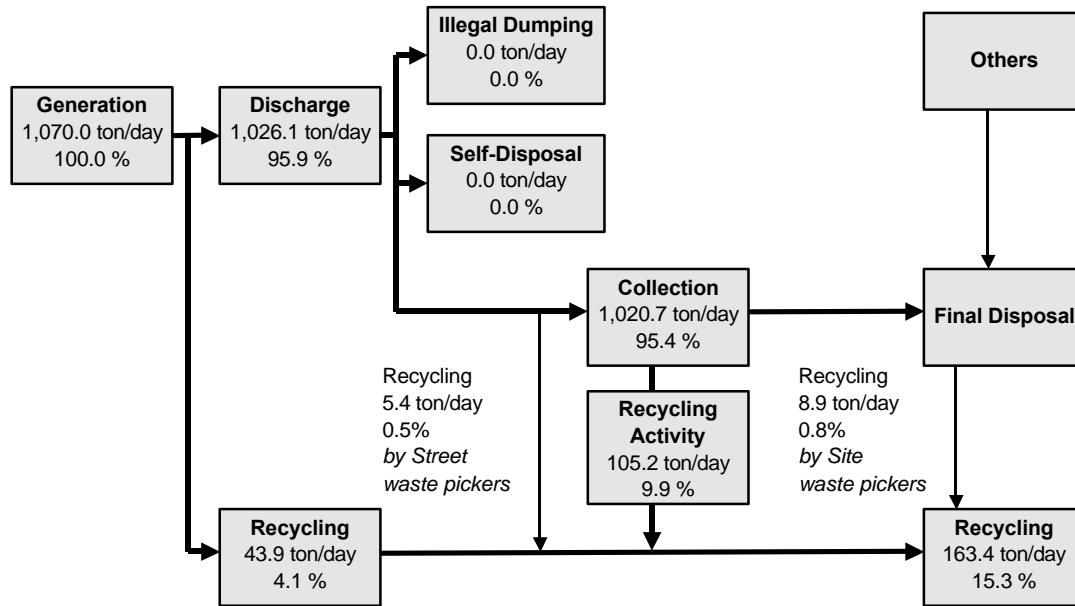 Illegal Dumping
0.0 ton/day
0.0 %
Others
Generation
1,070.0 ton/day
100.0 %
Discharge
1,026.1 ton/day
95.9 %
Self-Disposal
0.0 ton/day
0.0 %
Collection
1,020.7 ton/day
95.4 %
Final Disposal
Recycling
5.4 ton/day
0.5%
by Street
waste pickers
Recycling
Activity
105.2 ton/day
9.9 %
Recycling
8.9 ton/day
0.8%
by Site
waste pickers
Recycling
43.9 ton/day
4.1 %
Recycling
163.4 ton/day
15.3 %